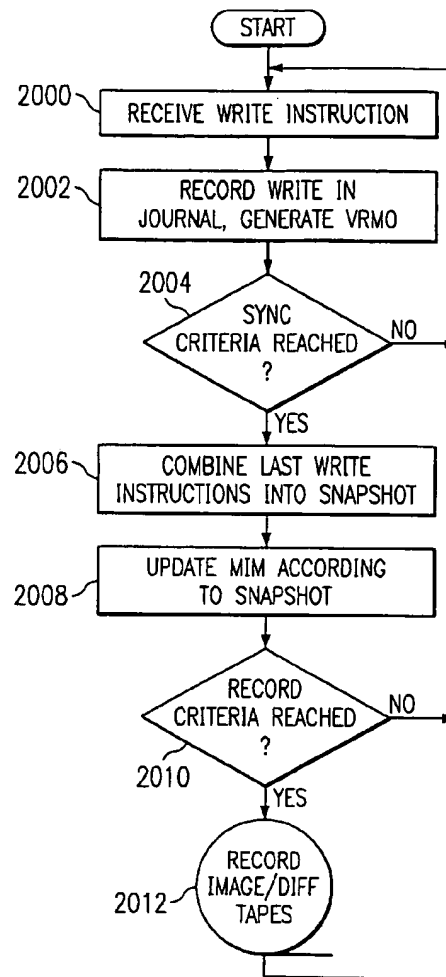 START
2000
RECEIVE WRITE INSTRUCTION
2002
RECORD WRITE IN
JOURNAL, GENERATE VRMO
2004
SYNC
CRITERIA REACHED
?
NO
YES
2006
COMBINE LAST WRITE
INSTRUCTIONS INTO SNAPSHOT
2008
UPDATE MIM ACCORDING
TO SNAPSHOT
RECORD
CRITERIA REACHED
?
NO
2010
YES
RECORD
IMAGE/DIFF
TAPES
2012